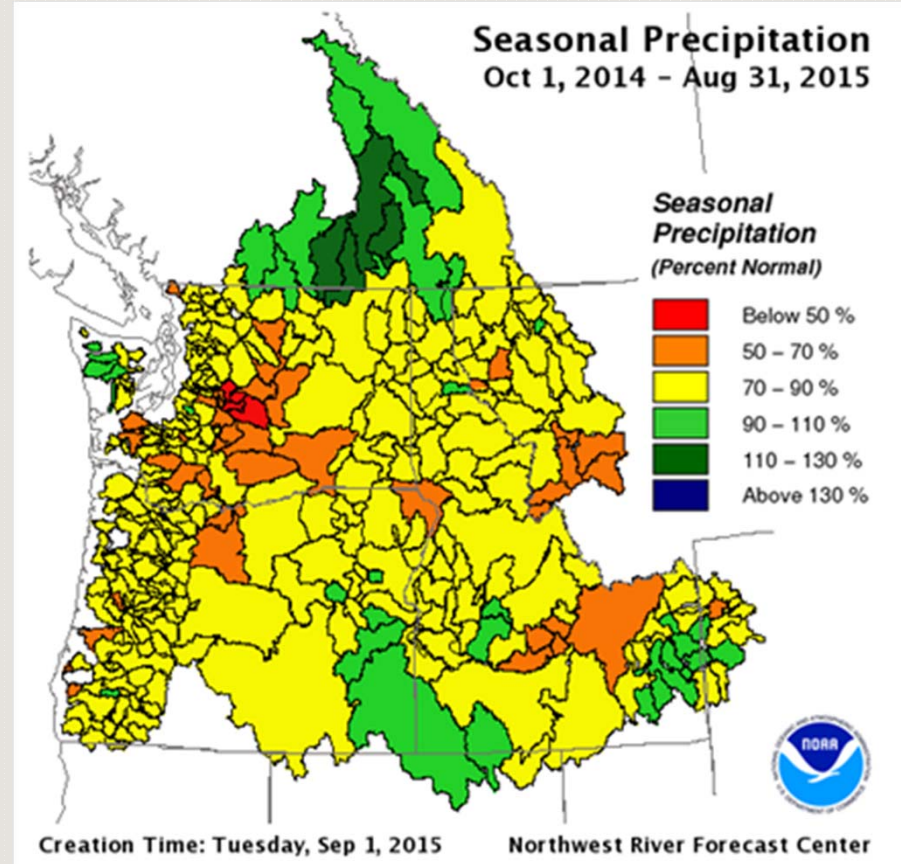 Seasonal Precipitation
Oct 1, 2014 – Aug 31, 2015
Seasonal
Precipitation
(Percent Normal)
Below 50 %
50 – 70 %
70 – 90 %
90 – 110 %
110 – 130 %
Above 130 %
NOAA
Creation Time: Tuesday, Sep 1, 2015
Northwest River Forecast Center